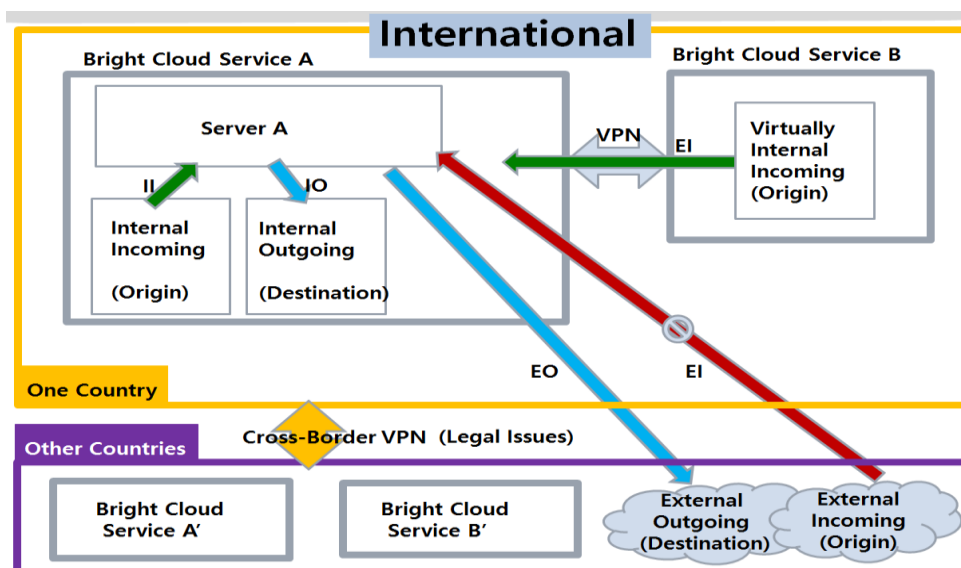 International
Bright Cloud Service A
Bright Cloud Service B
Server A
VPN
EI
Virtually
Internal
Incoming
(Origin)
II
IO
Internal
Incoming
(Origin)
Internal
Outgoing
(Destination)
EO
EI
One Country
Cross-Border VPN (Legal Issues)
Other Countries
Bright Cloud
Service A′
Bright Cloud
Service B′
External
Outgoing
(Destination)
External
Incoming
(Origin)